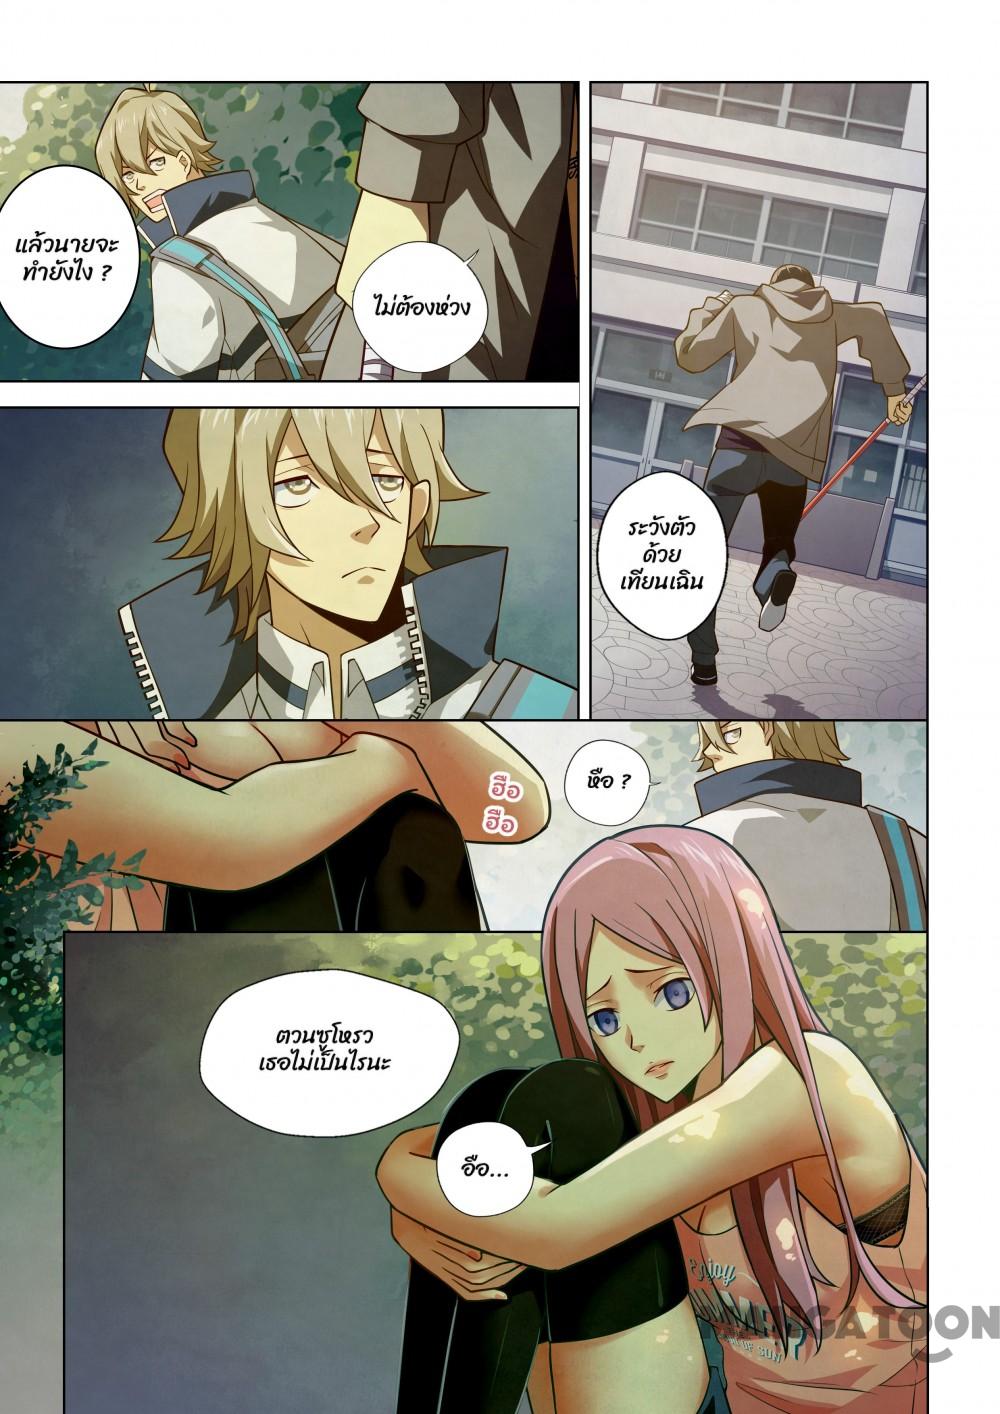 แล้วนายจะ
ทำยังไง ?
ไม่ต้องห่วง
ระวังตัว
ด้วย
เทียนเฉิน
ฮือ
ฮือ
หือ ?
ตวนซูโหรว
เธอไม่เป็นไรนะ
อือ...
Enjoy
OF SUN
MANGATOON